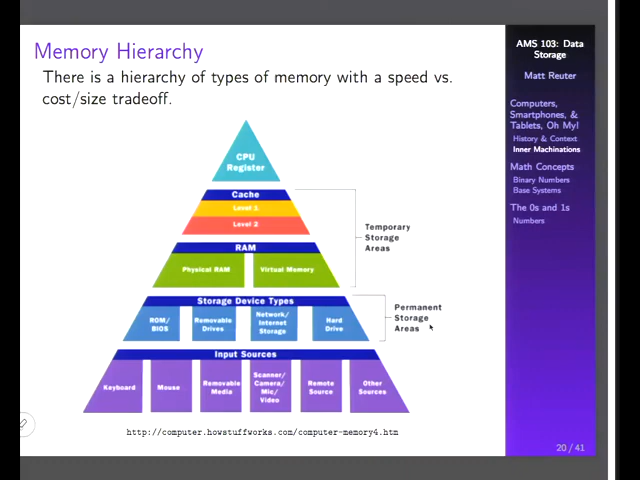 Memory Hierarchy
There is a hierarchy of types of memory with a speed vs.
cost/size tradeoff.
CPU
Register
Cache
Level 1
Level 2
Temporary
Storage
Areas
RAM
Physical RAM
Virtual Memory
Storage Device Types
ROM/
BIOS
Removable
Drives
Network/
Internet
Storage
Hard
Drive
Permanent
Storage
Areas
Input Sources
Keyboard
Mouse
Removable
Media
Scanner/
Camera/
Mic/
Video
Remote
Source
Other
Sources
http://computer.howstuffworks.com/computer-memory4.htm
AMS 103: Data
Storage
Matt Reuter
Computers,
Smartphones, &
Tablets, Oh My!
History & Context
Inner Machinations
Math Concepts
Binary Numbers
Base Systems
The 0s and 1s
Numbers
20 / 41